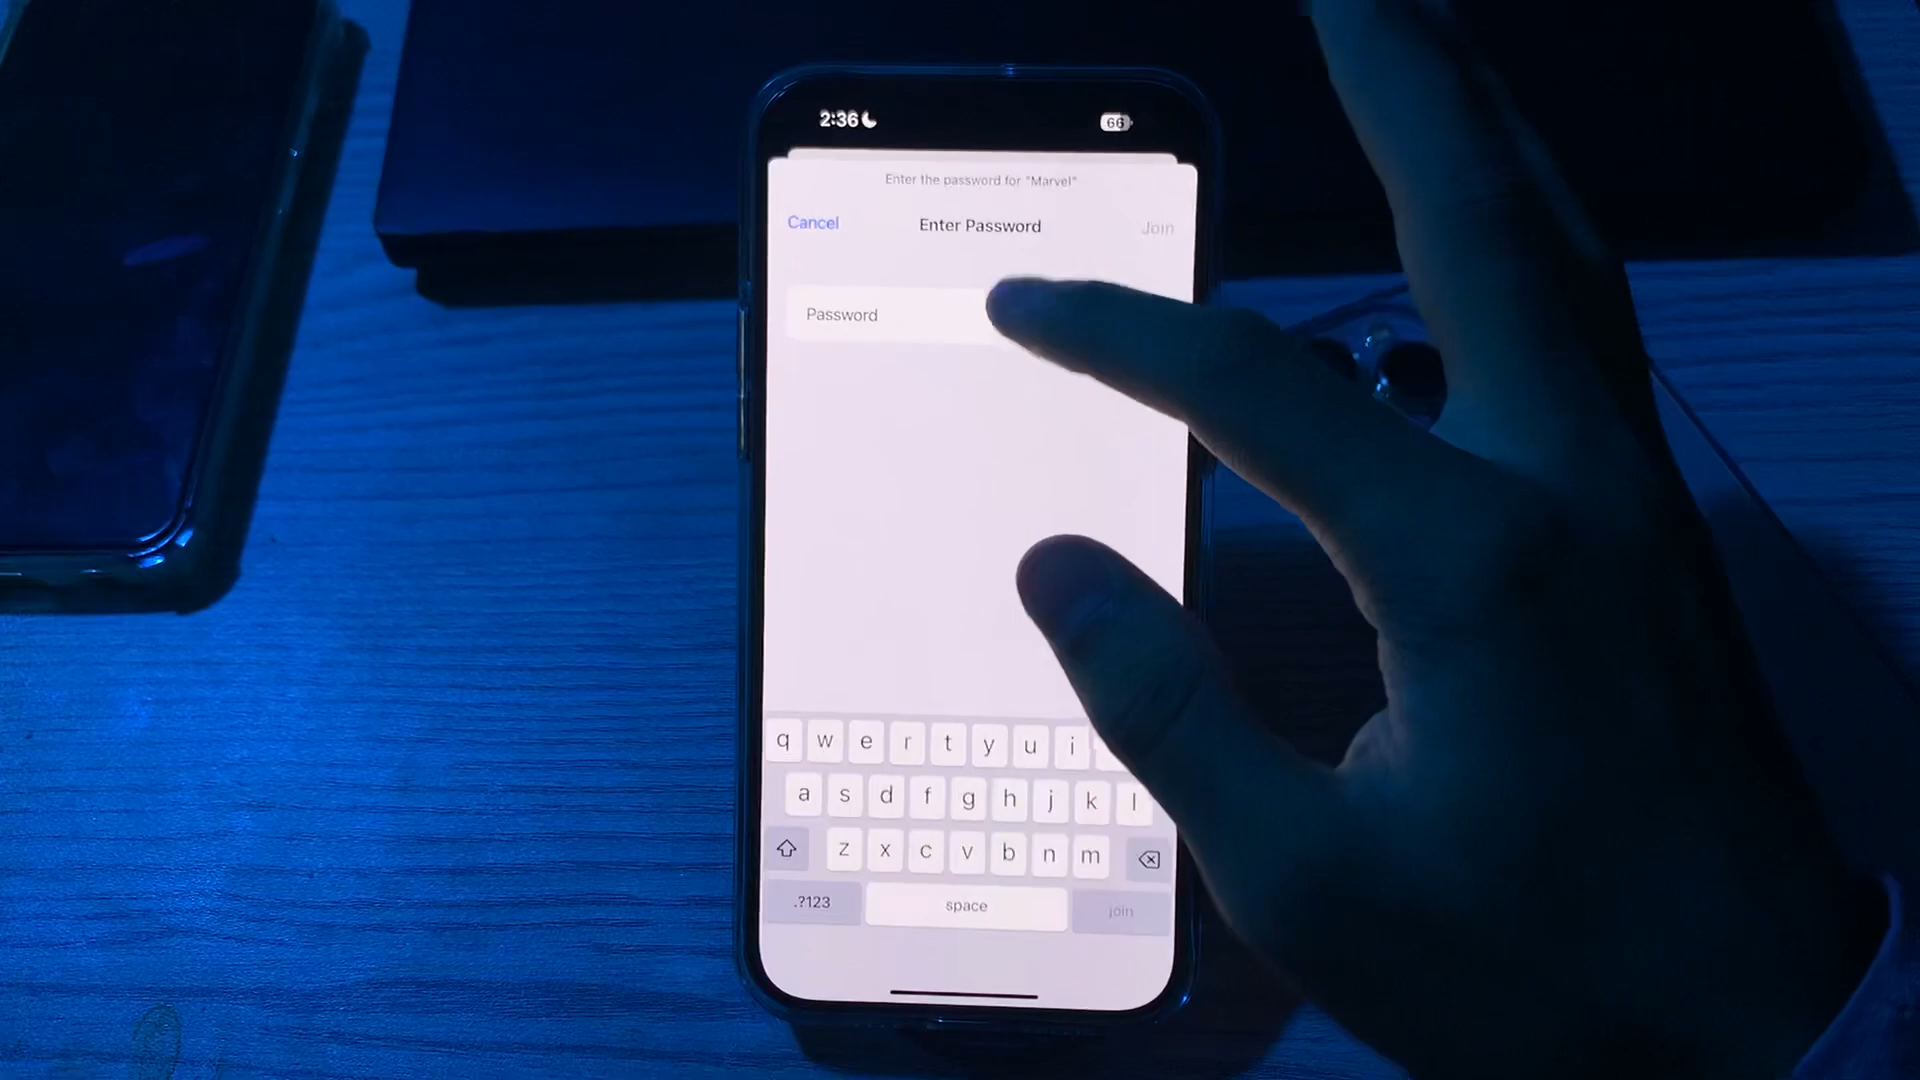 2:36
66
Enter the password for "Marvel"
Cancel Enter Password Join
Password
q w e r t y u i
a s d f g h j k l
z x c v b n m
.?123 space join